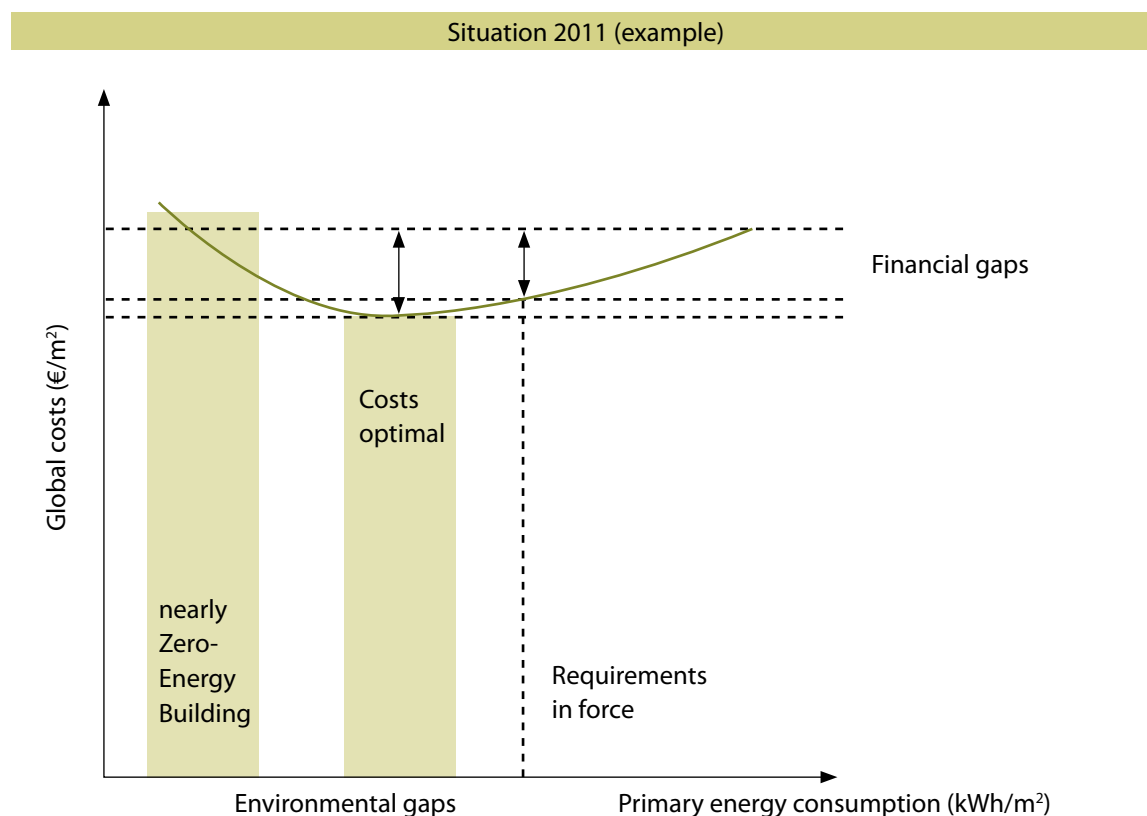 Situation 2011 (example)
Financial gaps
Global costs (€/m²)
Costs
optimal
nearly
Zero-
Energy
Building
Requirements
in force
Environmental gaps
Primary energy consumption (kWh/m²)